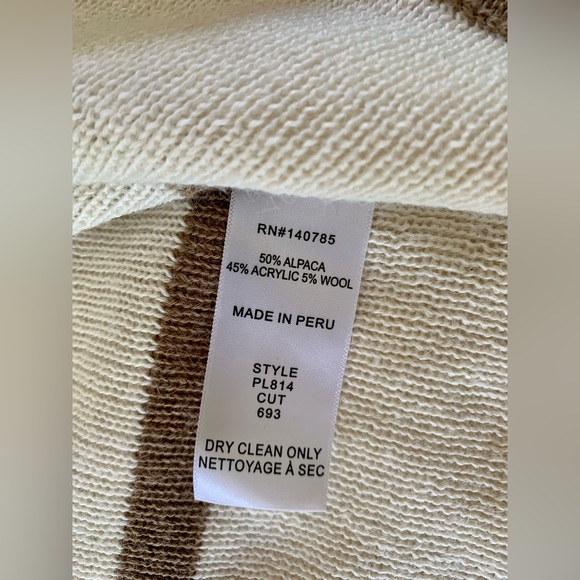 RN#140785
50% ALPACA
45% ACRYLIC 5% WOOL
MADE IN PERU
STYLE
PL814
CUT
693
DRY CLEAN ONLY
NETTOYAGE À SEC